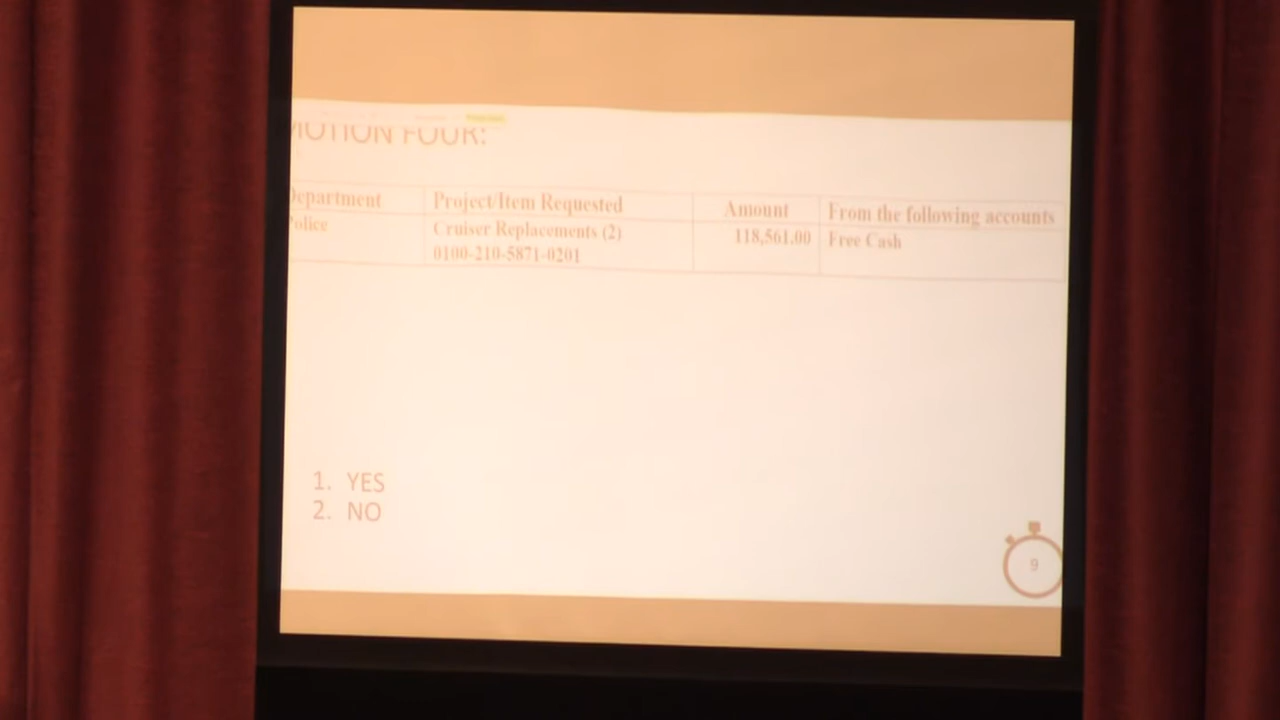 MOTION FOUR:
Department Project/Item Requested Amount From the following accounts
Police Cruiser Replacements (2) 118,561.00 Free Cash
0100-210-5871-0201
1. YES
2. NO
9